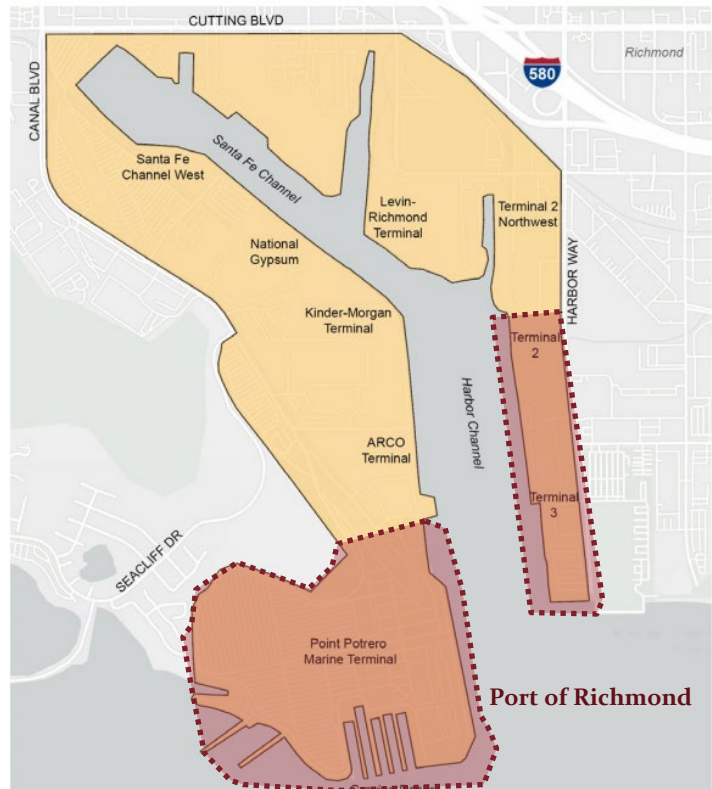 CUTTING BLVD
Richmond
580
CANAL BLVD
Santa Fe Channel
Santa Fe
Channel West
Levin-
Richmond
Terminal
Terminal 2
Northwest
National
Gypsum
HARBOR WAY
Kinder-Morgan
Terminal
Terminal
2
Harbor Channel
ARCO
Terminal
Terminal
3
SEACLIFF DR
Point Potrero
Marine Terminal
Port of Richmond